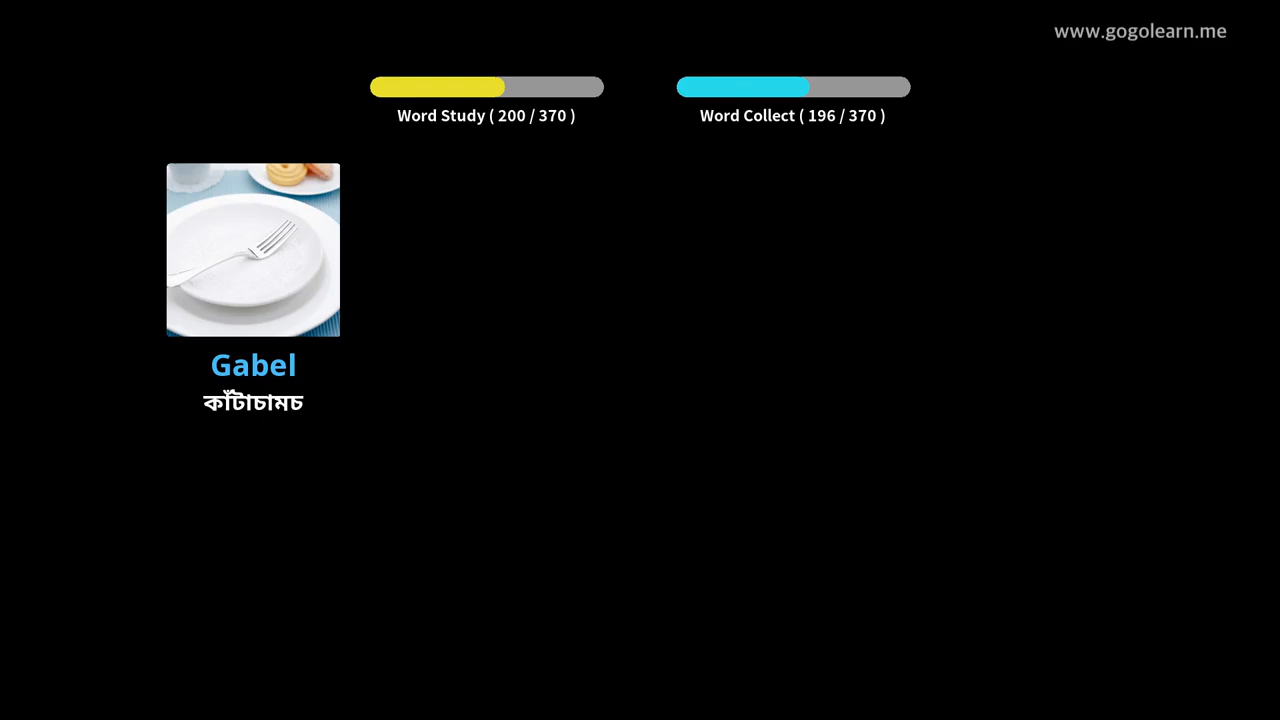 www.gogolearn.me
Word Study ( 200 / 370 )
Word Collect ( 196 / 370 )
Gabel
কাঁটাচামচ